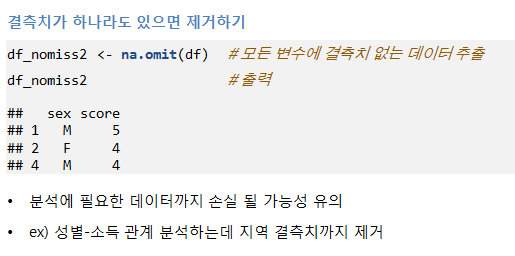 결측치가 하나라도 있으면 제거하기
df_nomiss2 <- na.omit(df) # 모든 변수에 결측치 없는 데이터 추출
df_nomiss2 # 출력
## sex score
## 1 M 5
## 2 F 4
## 4 M 4
• 분석에 필요한 데이터까지 손실 될 가능성 유의
• ex) 성별-소득 관계 분석하는데 지역 결측치까지 제거